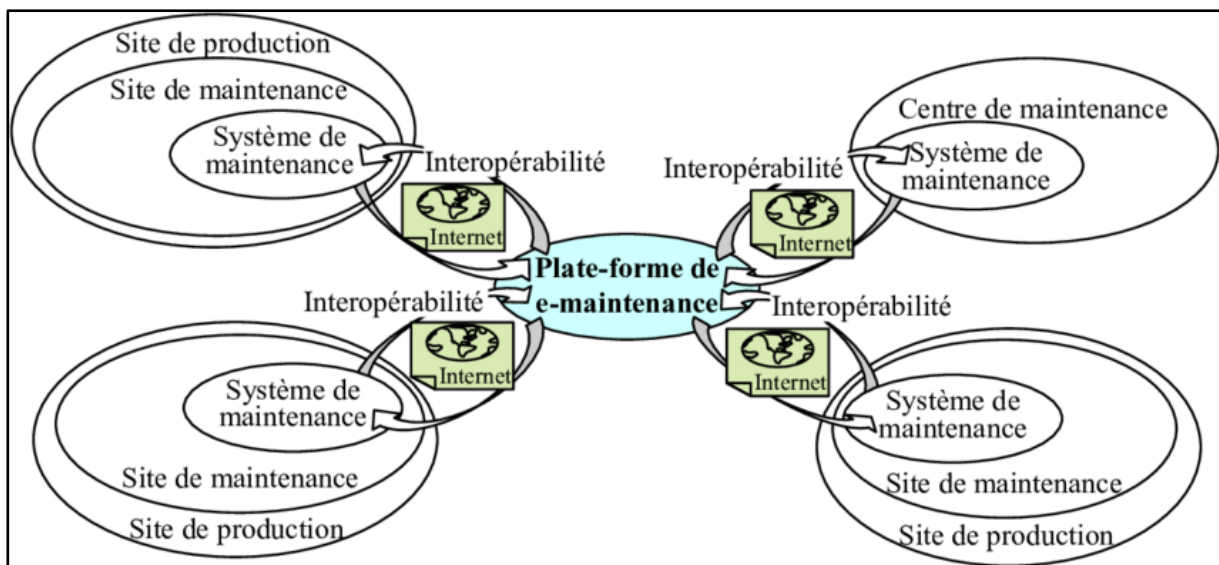 Site de production
Site de maintenance
Système de
maintenance
Interopérabilité
Internet
Centre de maintenance
Système de
maintenance
Interopérabilité
Internet
Plate-forme de
e-maintenance
Interopérabilité
Internet
Système de
maintenance
Site de maintenance
Site de production
Interopérabilité
Internet
Système de
maintenance
Site de maintenance
Site de production